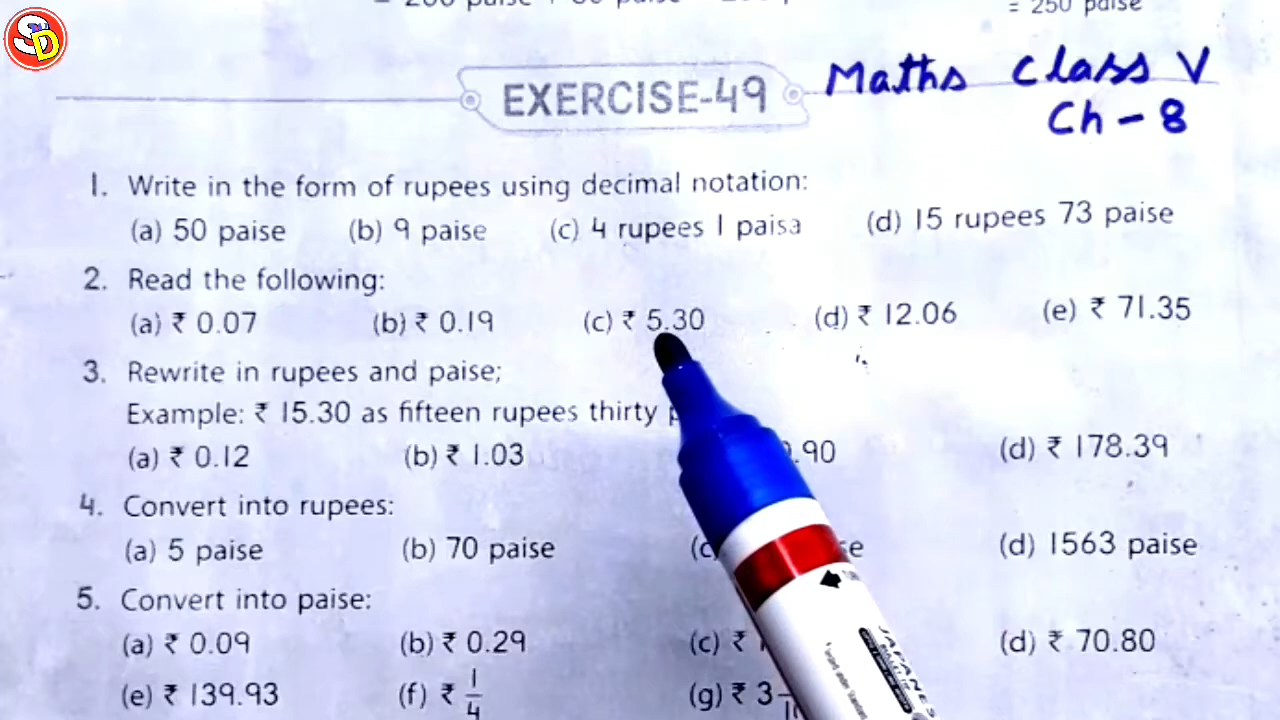 SD
= 250 paise
EXERCISE-49
Maths Class V
Ch - 8
1. Write in the form of rupees using decimal notation:
(a) 50 paise (b) 9 paise (c) 4 rupees 1 paisa (d) 15 rupees 73 paise
2. Read the following:
(a) ₹ 0.07 (b) ₹ 0.19 (c) ₹ 5.30 (d) ₹ 12.06 (e) ₹ 71.35
3. Rewrite in rupees and paise;
Example: ₹ 15.30 as fifteen rupees thirty
(a) ₹ 0.12 (b) ₹ 1.03 .90 (d) ₹ 178.39
4. Convert into rupees:
(a) 5 paise (b) 70 paise (d) 1563 paise
5. Convert into paise:
(a) ₹ 0.09 (b) ₹ 0.29 (c) ₹ (d) ₹ 70.80
(e) ₹ 139.93 (f) ₹ 1/4 (g) ₹ 3